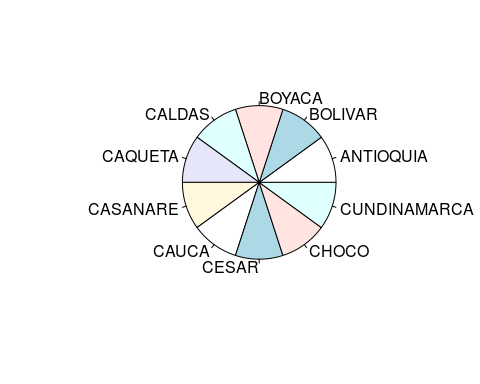 BOYACA
CALDAS
BOLIVAR
CAQUETA
ANTIOQUIA
CASANARE
CUNDINAMARCA
CAUCA
CHOCO
CESAR